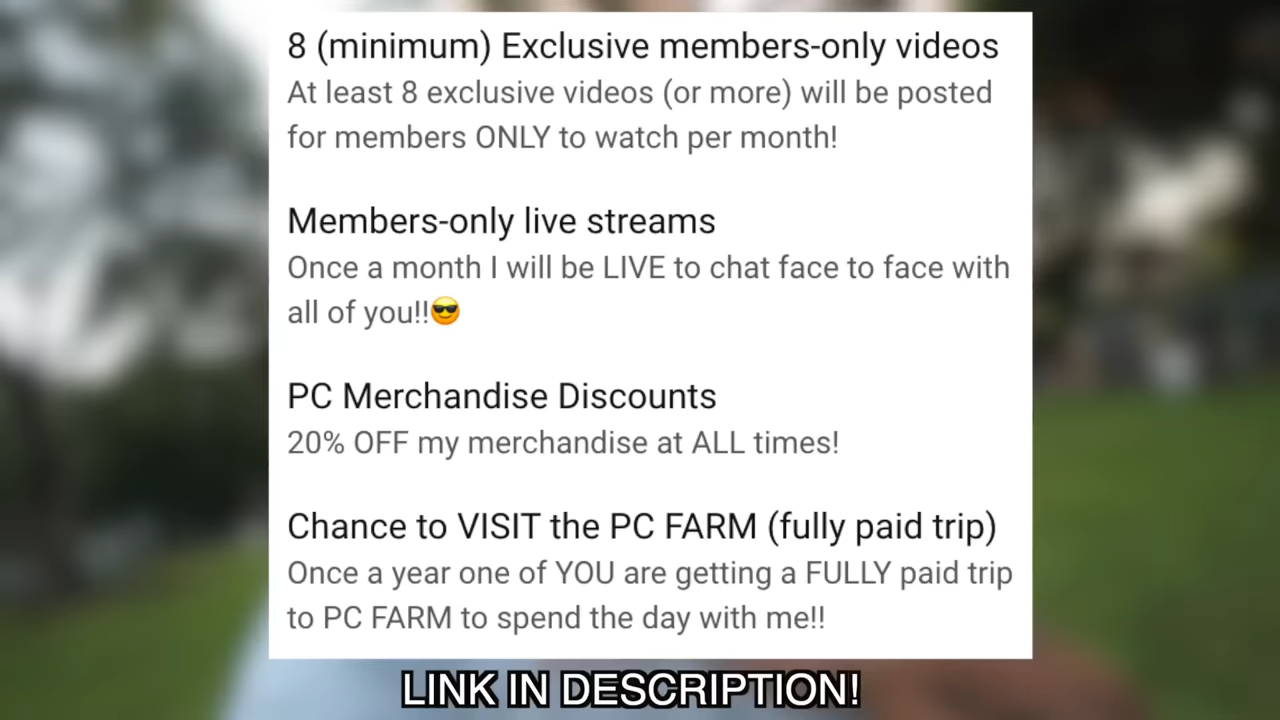 8 (minimum) Exclusive members-only videos
At least 8 exclusive videos (or more) will be posted
for members ONLY to watch per month!
Members-only live streams
Once a month I will be LIVE to chat face to face with
all of you!!😎
PC Merchandise Discounts
20% OFF my merchandise at ALL times!
Chance to VISIT the PC FARM (fully paid trip)
Once a year one of YOU are getting a FULLY paid trip
to PC FARM to spend the day with me!!
LINK IN DESCRIPTION!